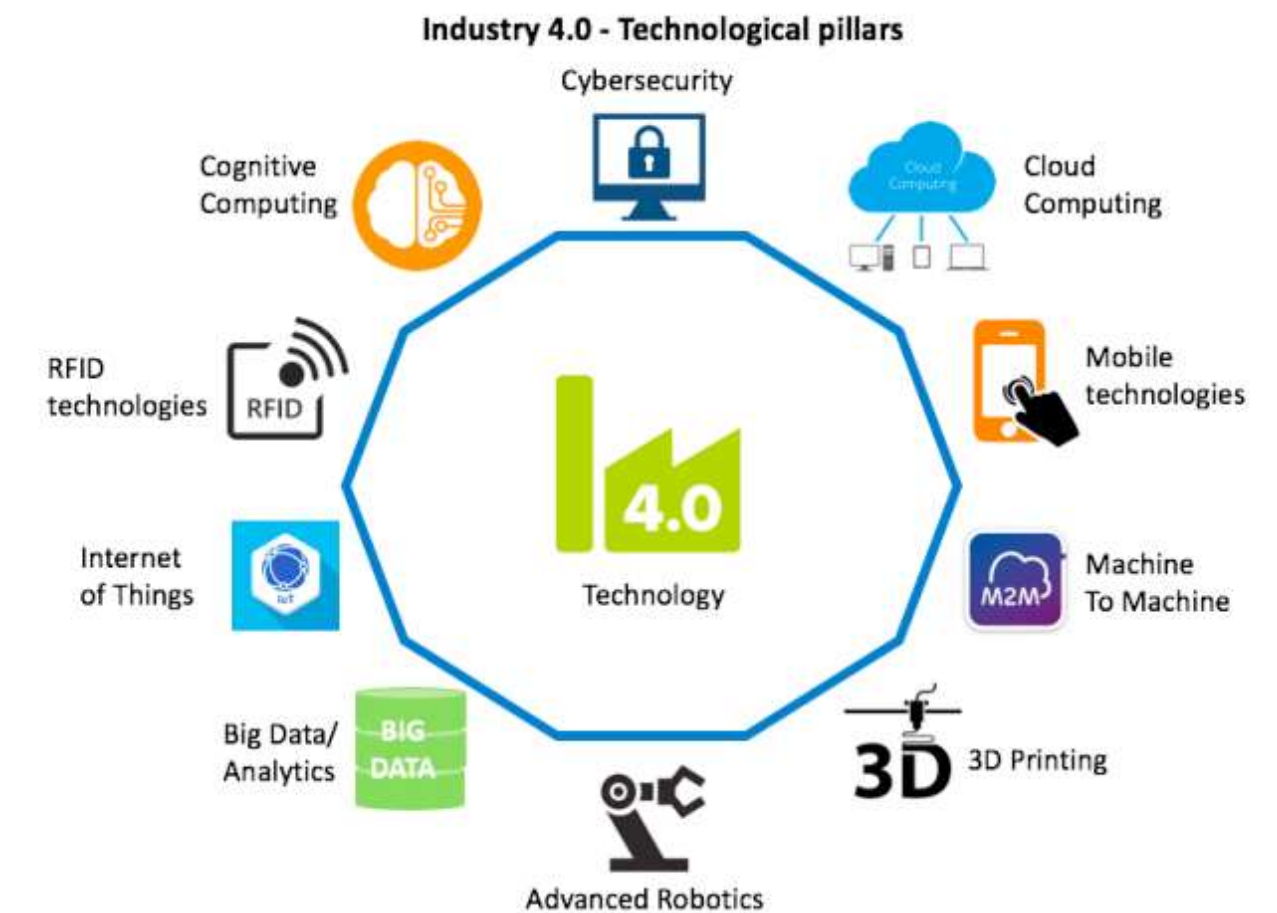 Industry 4.0 - Technological pillars
Cybersecurity
Cloud
Computing
Cloud
Computing
Mobile
technologies
M2M
Machine
To Machine
3D
3D Printing
Advanced Robotics
Big Data/
Analytics
BIG
DATA
Internet
of Things
IoT
RFID
technologies
RFID
Cognitive
Computing
4.0
Technology